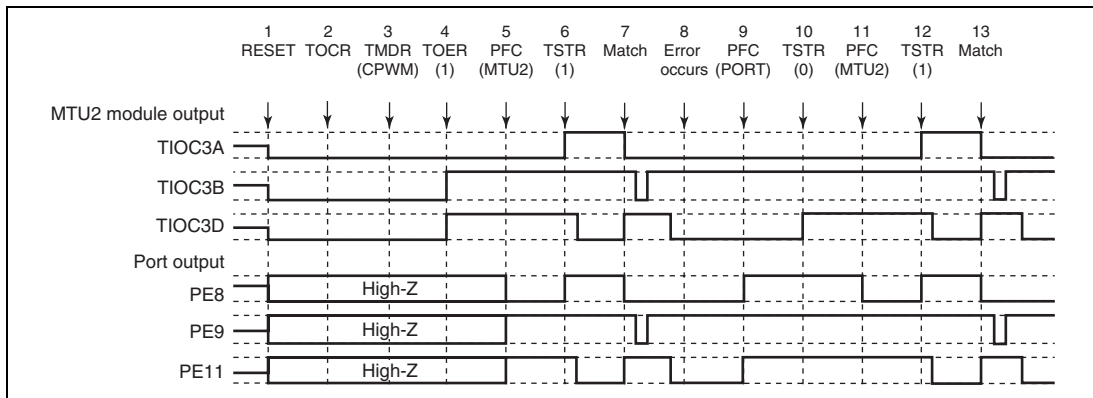 1 2 3 4 5 6 7 8 9 10 11 12 13
RESET TOCR TMDR TOER PFC TSTR Match Error PFC TSTR PFC TSTR Match
(CPWM) (1) (MTU2) (1) occurs (PORT) (0) (MTU2) (1)
MTU2 module output
TIOC3A
TIOC3B
TIOC3D
Port output
PE8 High-Z
PE9 High-Z
PE11 High-Z